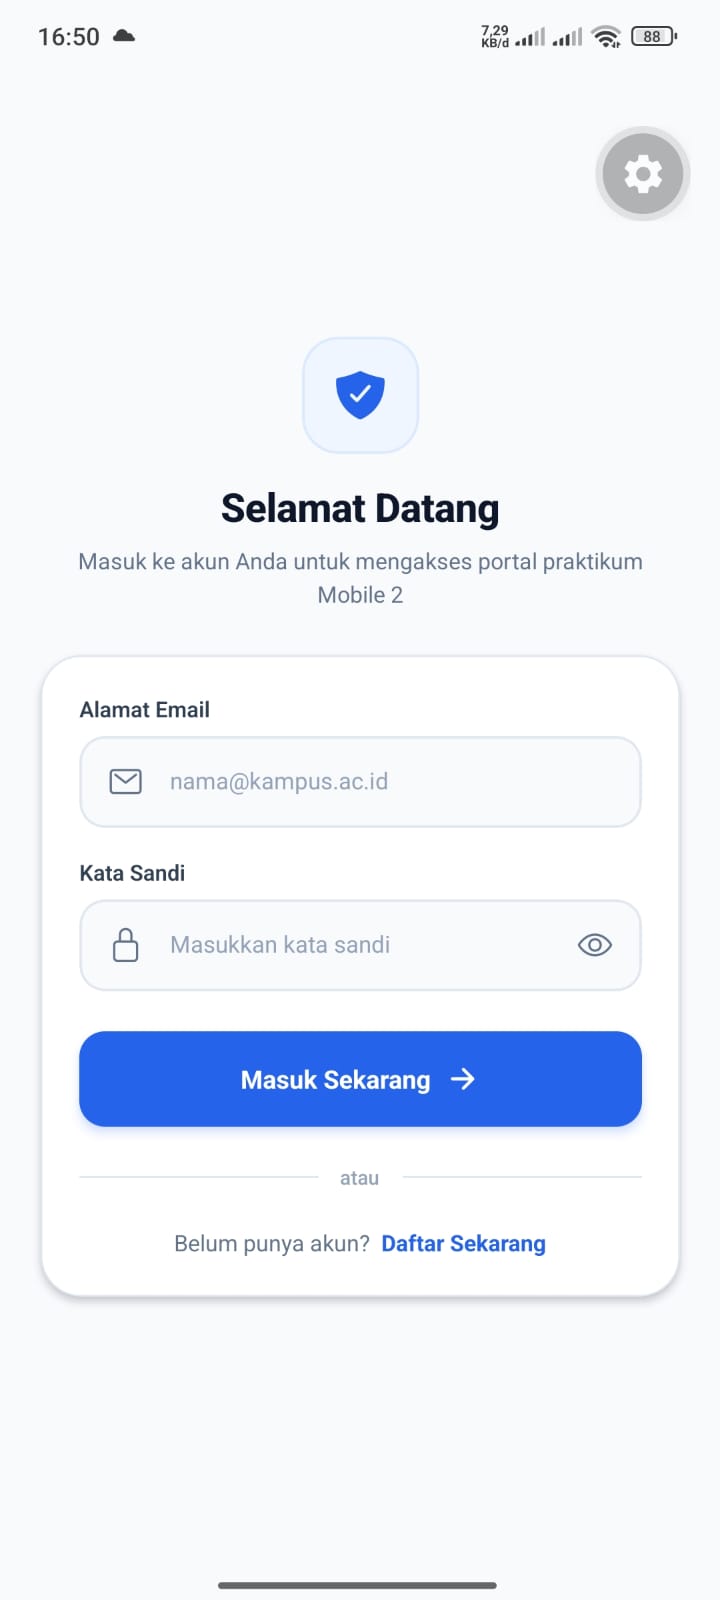 16:50
7,29
KB/d
88
Selamat Datang
Masuk ke akun Anda untuk mengakses portal praktikum
Mobile 2
Alamat Email
nama@kampus.ac.id
Kata Sandi
Masukkan kata sandi
Masuk Sekarang
atau
Belum punya akun? Daftar Sekarang